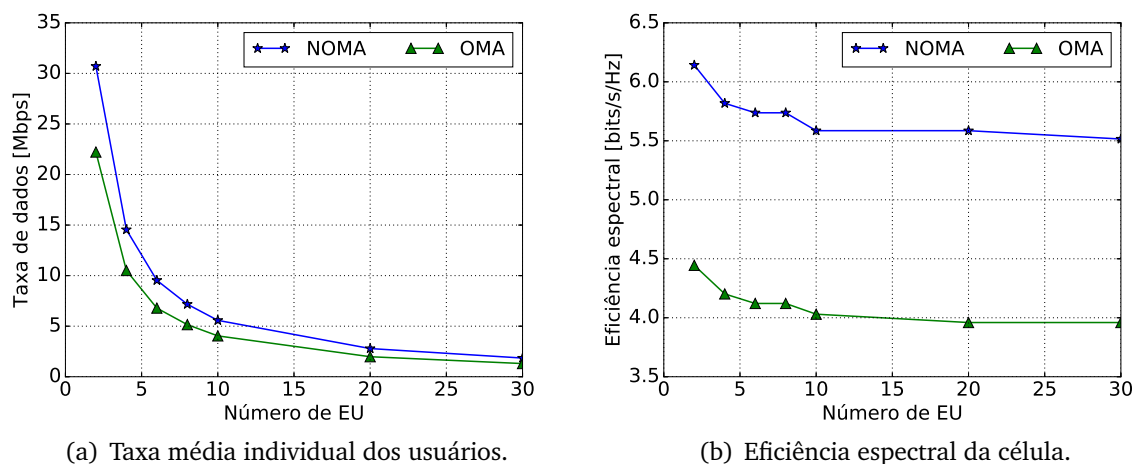 35
30
25
20
15
10
5
0
Taxa de dados [Mbps]
NOMA OMA
0 5 10 15 20 25 30
Número de EU
(a) Taxa média individual dos usuários.
6.5
6.0
5.5
5.0
4.5
4.0
3.5
Eficiência espectral [bits/s/Hz]
NOMA OMA
0 5 10 15 20 25 30
Número de EU
(b) Eficiência espectral da célula.